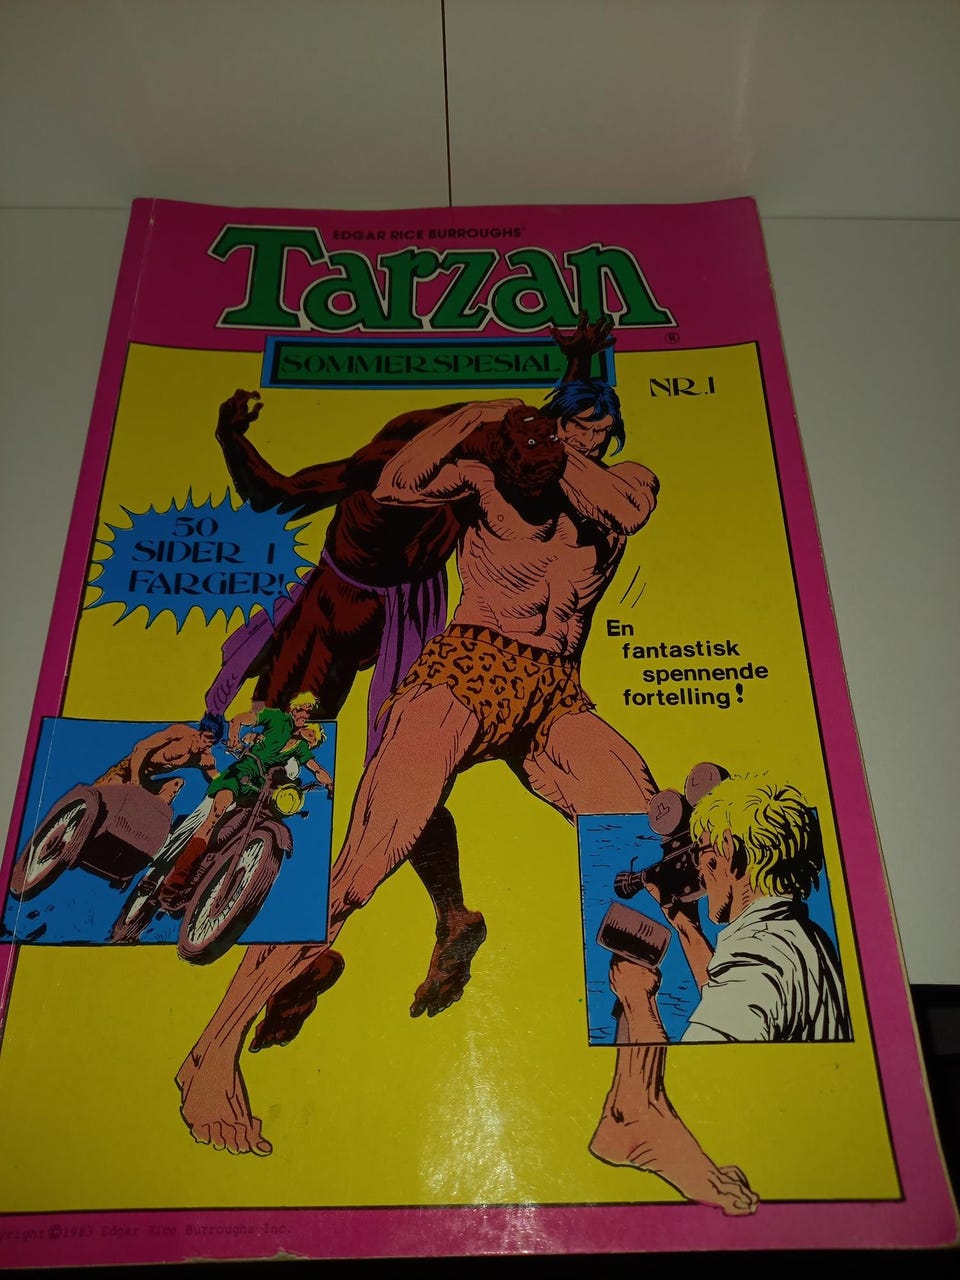 EDGAR RICE BURROUGHS'
Tarzan
®
SOMMERSPESIAL
NR.1
50
SIDER I
FARGER!
En
fantastisk
spennende
fortelling!
©1983 Edgar Rice Burroughs Inc.